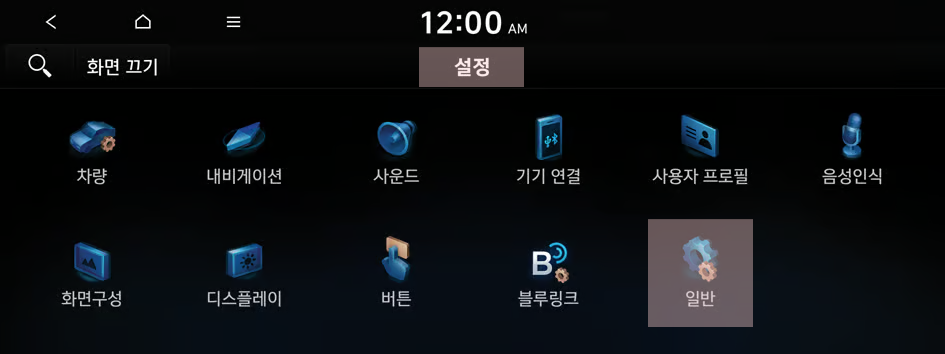 12:00 AM
화면 끄기
설정
차량
내비게이션
사운드
기기 연결
사용자 프로필
음성인식
화면구성
디스플레이
버튼
B
블루링크
일반